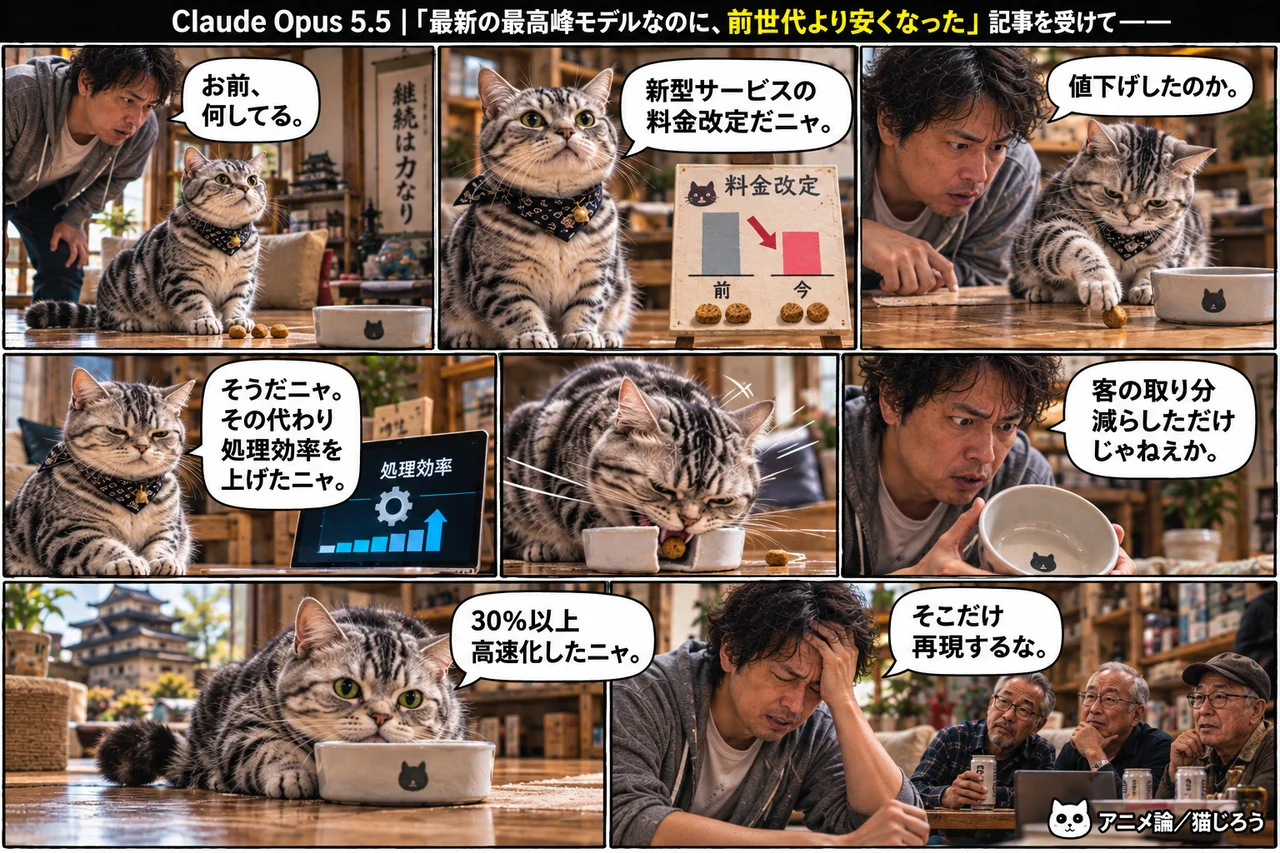 Claude Opus 5.5 | 「最新の最高峰モデルなのに、前世代より安くなった」 記事を受けて——
お前、
何してる。
継続は力なり
新型サービスの
料金改定だニャ。
料金改定
前
今
値下げしたのか。
そうだニャ。
その代わり
処理効率を
上げたニャ。
処理効率
客の取り分
減らしただけ
じゃねえか。
30%以上
高速化したニャ。
そこだけ
再現するな。
アニメ論／猫じろう